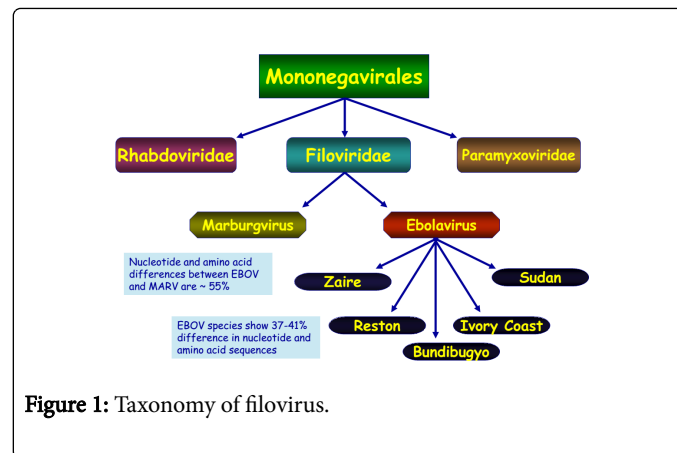 Mononegavirales
Rhabdoviridae
Filoviridae
Paramyxoviridae
Marburgvirus
Ebolavirus
Nucleotide and amino acid
differences between EBOV
and MARV are ~ 55%
Zaire
Sudan
EBOV species show 37-41%
difference in nucleotide and
amino acid sequences
Reston
Ivory Coast
Bundibugyo
Figure 1: Taxonomy of filovirus.